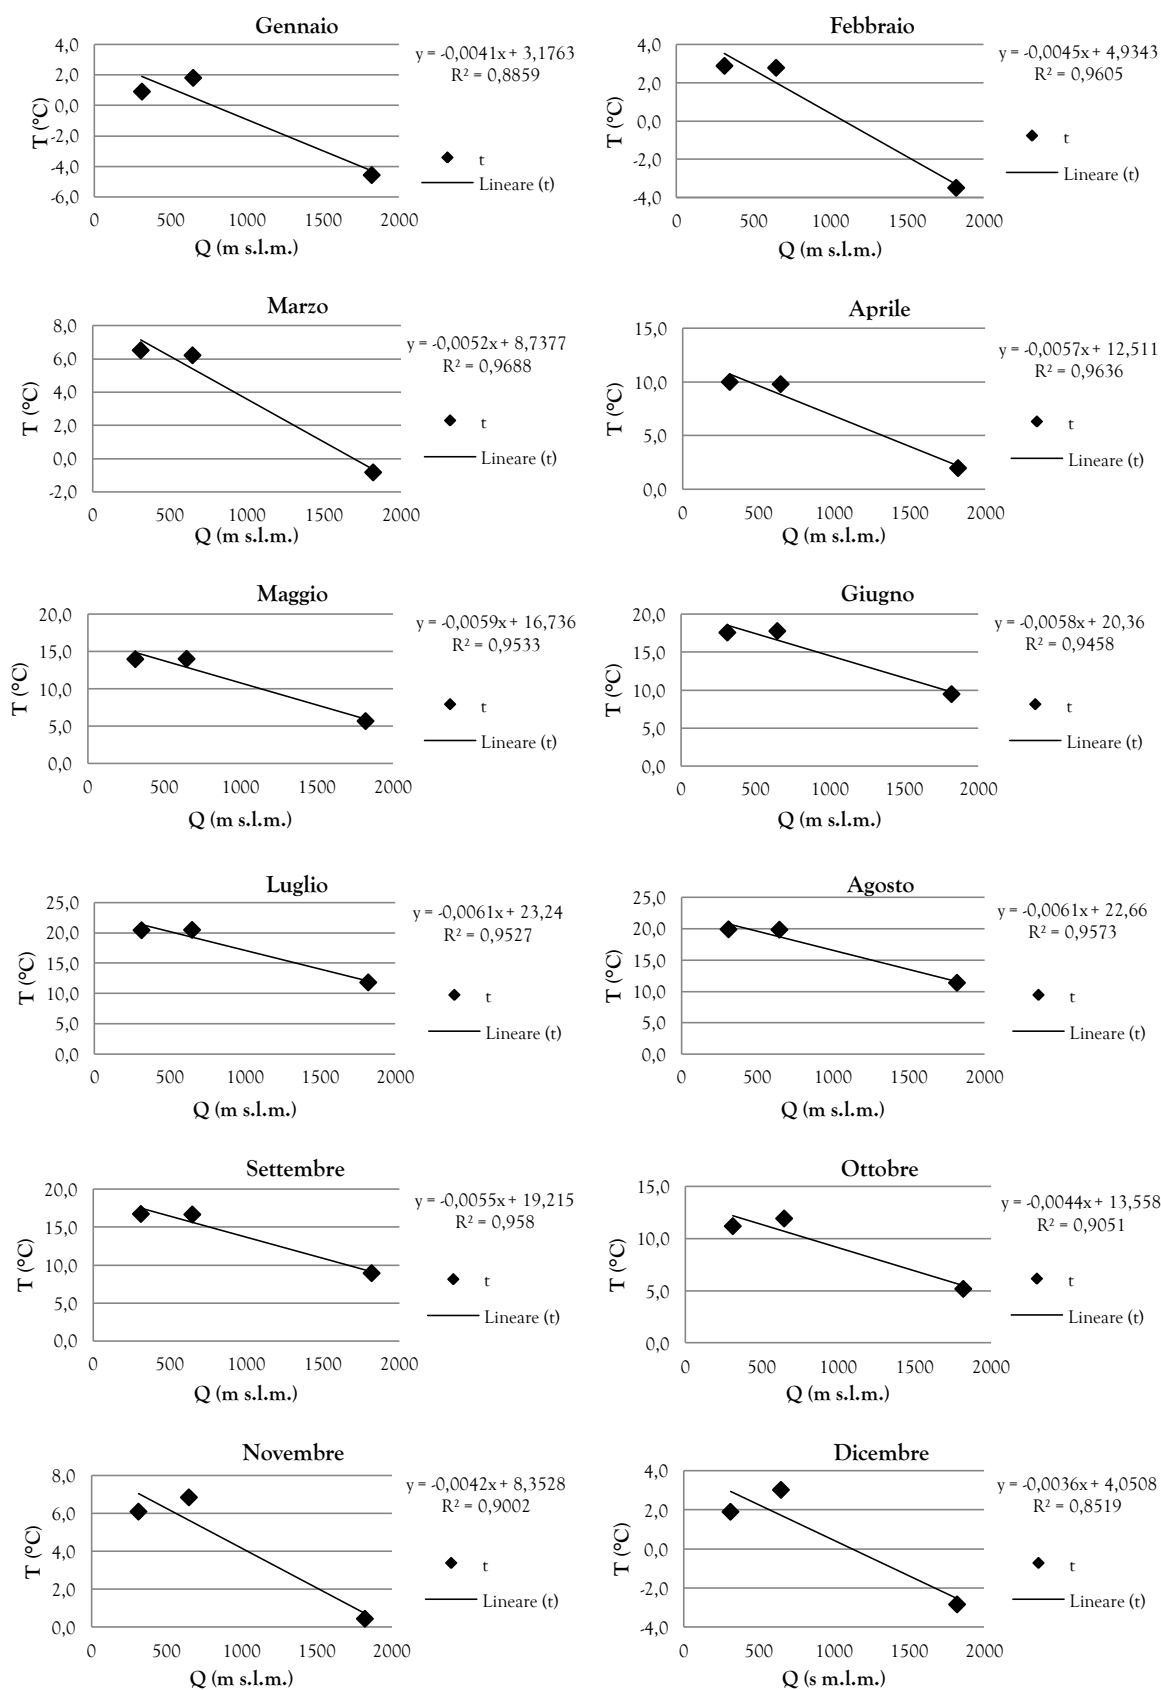 Gennaio
y = -0,0041x + 3,1763
R² = 0,8859
4,0
2,0
0,0
-2,0
-4,0
-6,0
T (°C)
0 500 1000 1500 2000
Q (m s.l.m.)
t
Lineare (t)
Febbraio
y = -0,0045x + 4,9343
R² = 0,9605
4,0
2,0
0,0
-2,0
-4,0
T (°C)
0 500 1000 1500 2000
Q (m s.l.m.)
t
Lineare (t)
Marzo
y = -0,0052x + 8,7377
R² = 0,9688
8,0
6,0
4,0
2,0
0,0
-2,0
T (°C)
0 500 1000 1500 2000
Q (m s.l.m.)
t
Lineare (t)
Aprile
y = -0,0057x + 12,511
R² = 0,9636
15,0
10,0
5,0
0,0
T (°C)
0 500 1000 1500 2000
Q (m s.l.m.)
t
Lineare (t)
Maggio
y = -0,0059x + 16,736
R² = 0,9533
20,0
15,0
10,0
5,0
0,0
T (°C)
0 500 1000 1500 2000
Q (m s.l.m.)
t
Lineare (t)
Giugno
y = -0,0058x + 20,36
R² = 0,9458
20,0
15,0
10,0
5,0
0,0
T (°C)
0 500 1000 1500 2000
Q (m s.l.m.)
t
Lineare (t)
Luglio
y = -0,0061x + 23,24
R² = 0,9527
25,0
20,0
15,0
10,0
5,0
0,0
T (°C)
0 500 1000 1500 2000
Q (m s.l.m.)
t
Lineare (t)
Agosto
y = -0,0061x + 22,66
R² = 0,9573
25,0
20,0
15,0
10,0
5,0
0,0
T (°C)
0 500 1000 1500 2000
Q (m s.l.m.)
t
Lineare (t)
Settembre
y = -0,0055x + 19,215
R² = 0,958
20,0
15,0
10,0
5,0
0,0
T (°C)
0 500 1000 1500 2000
Q (m s.l.m.)
t
Lineare (t)
Ottobre
y = -0,0044x + 13,558
R² = 0,9051
15,0
10,0
5,0
0,0
T (°C)
0 500 1000 1500 2000
Q (m s.l.m.)
t
Lineare (t)
Novembre
y = -0,0042x + 8,3528
R² = 0,9002
8,0
6,0
4,0
2,0
0,0
T (°C)
0 500 1000 1500 2000
Q (m s.l.m.)
t
Lineare (t)
Dicembre
y = -0,0036x + 4,0508
R² = 0,8519
4,0
2,0
0,0
-2,0
-4,0
T (°C)
0 500 1000 1500 2000
Q (s m.l.m.)
t
Lineare (t)